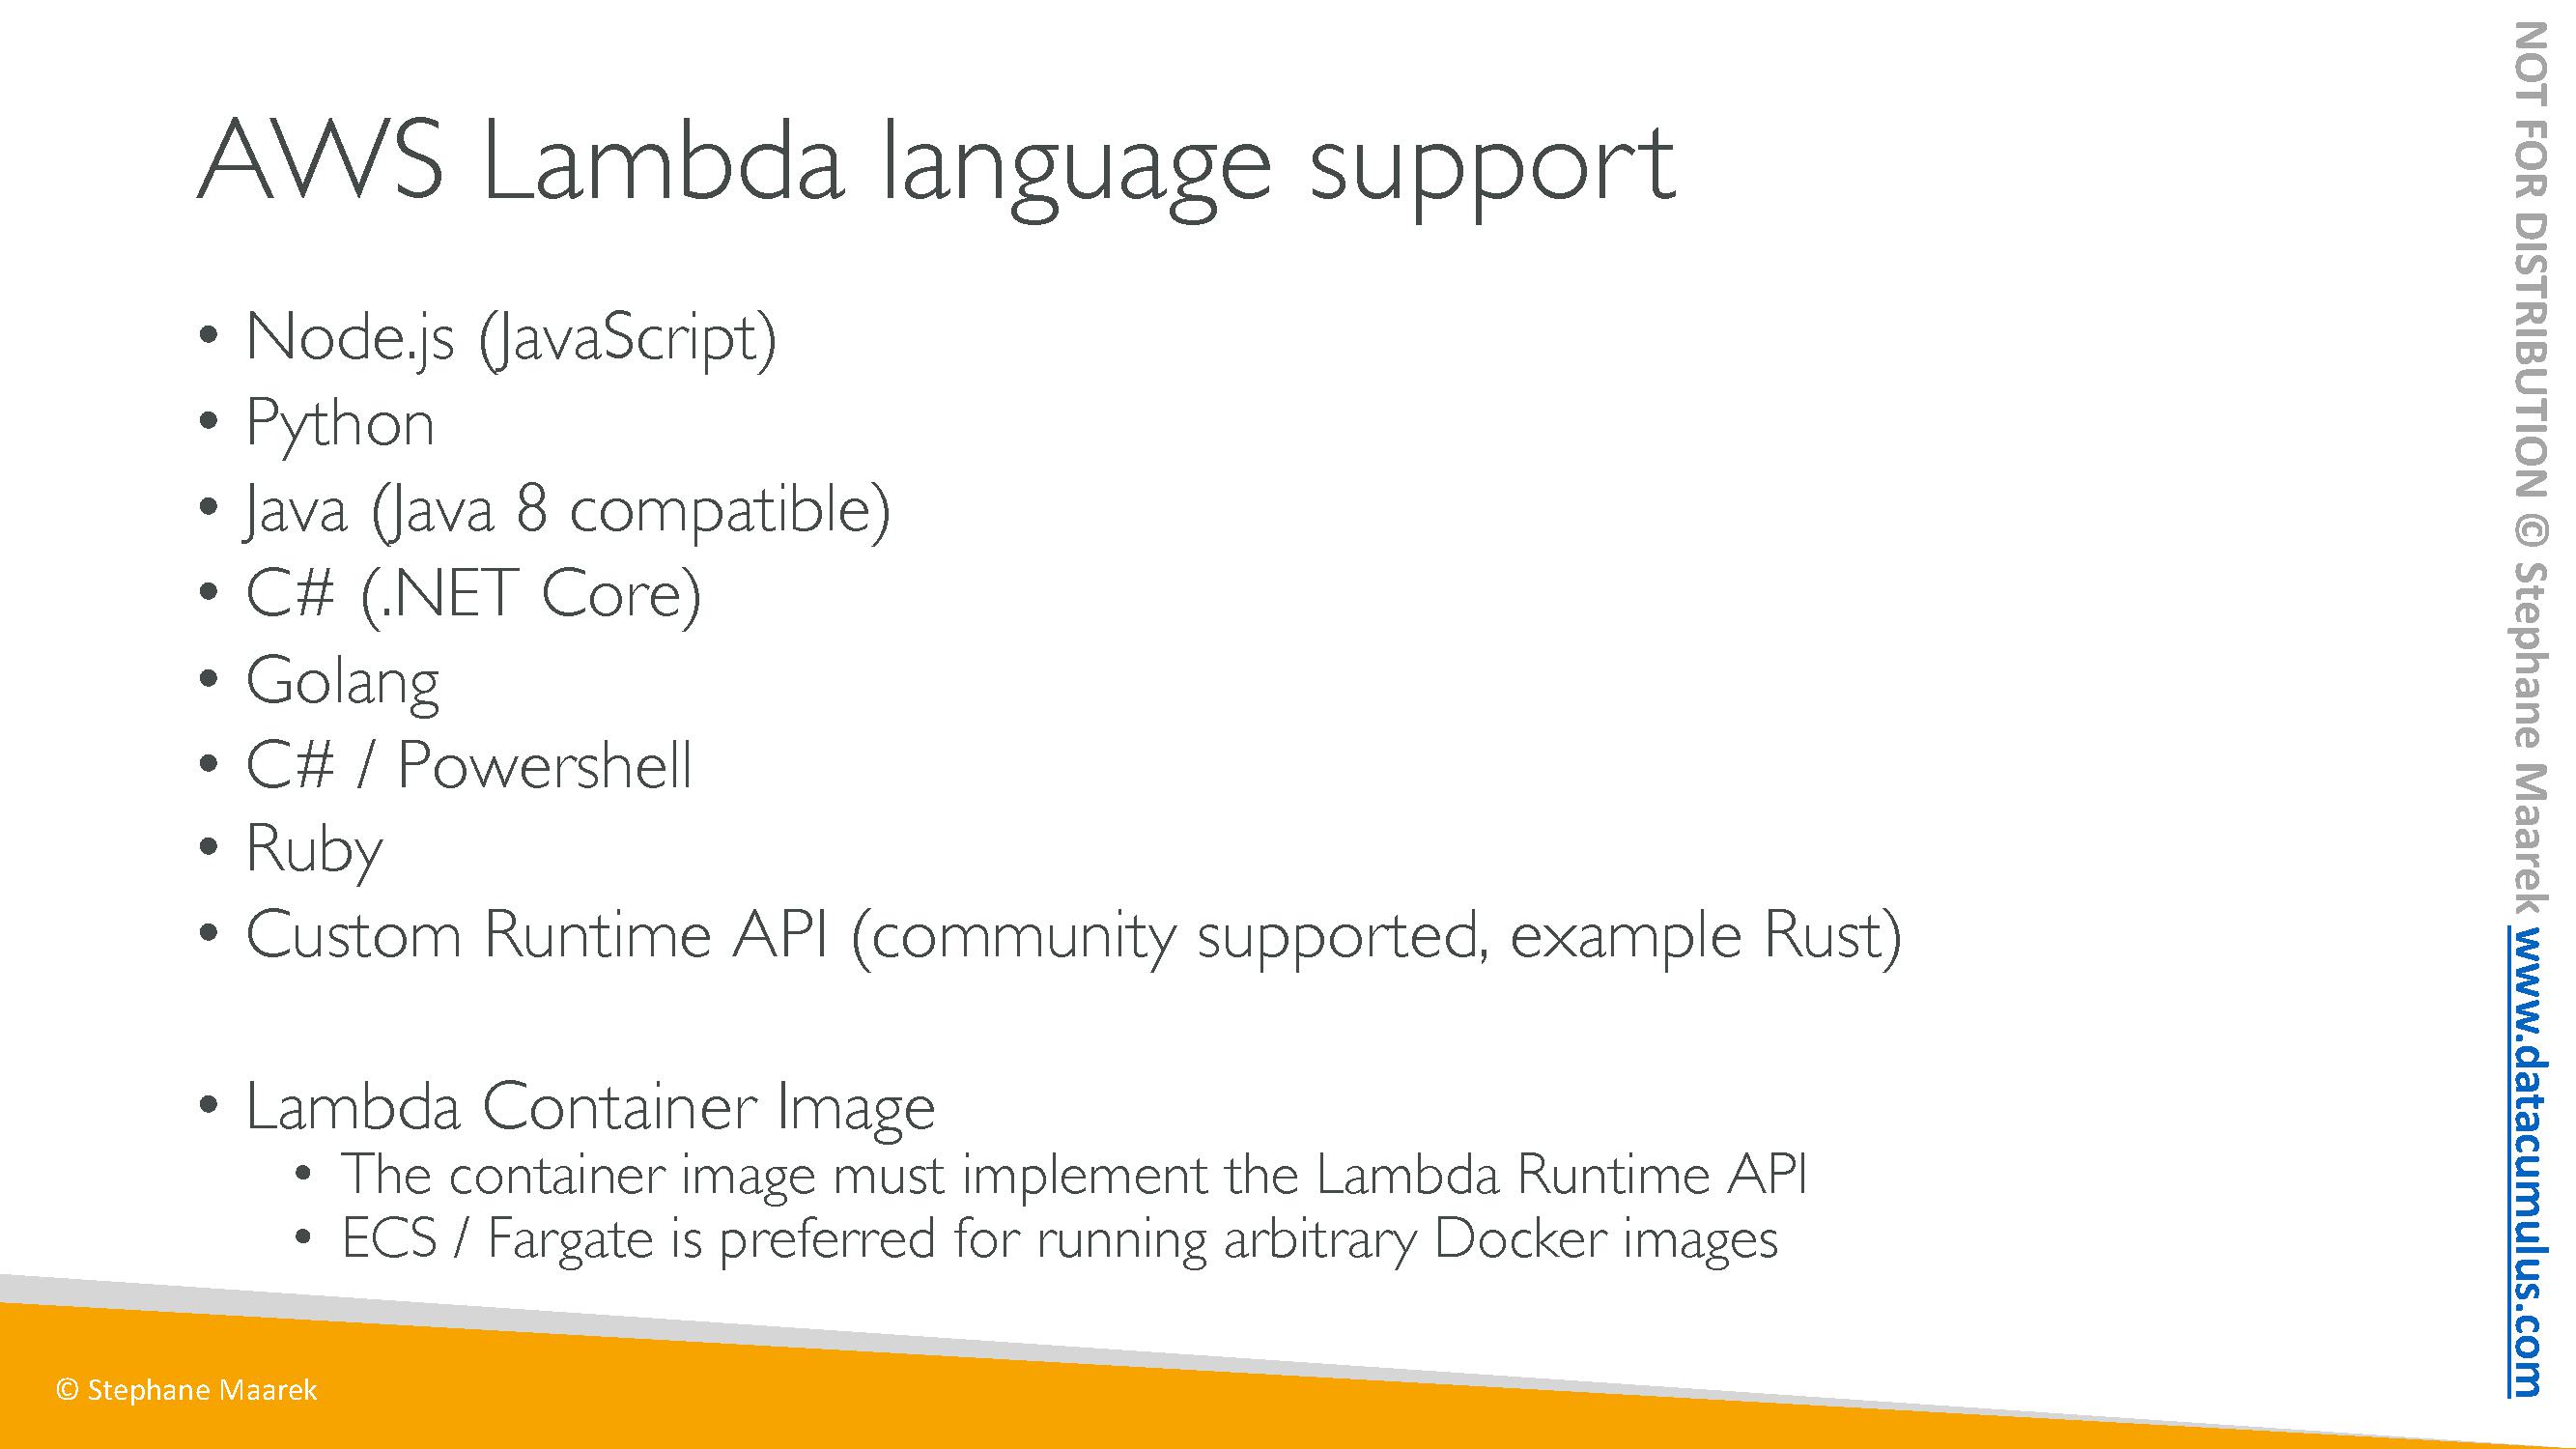 AWS Lambda language support
• Node.js (JavaScript)
• Python
• Java (Java 8 compatible)
• C# (.NET Core)
• Golang
• C# / Powershell
• Ruby
• Custom Runtime API (community supported, example Rust)
• Lambda Container Image
• The container image must implement the Lambda Runtime API
• ECS / Fargate is preferred for running arbitrary Docker images
© Stephane Maarek
NOT FOR DISTRIBUTION © Stephane Maarek www.datacumulus.com